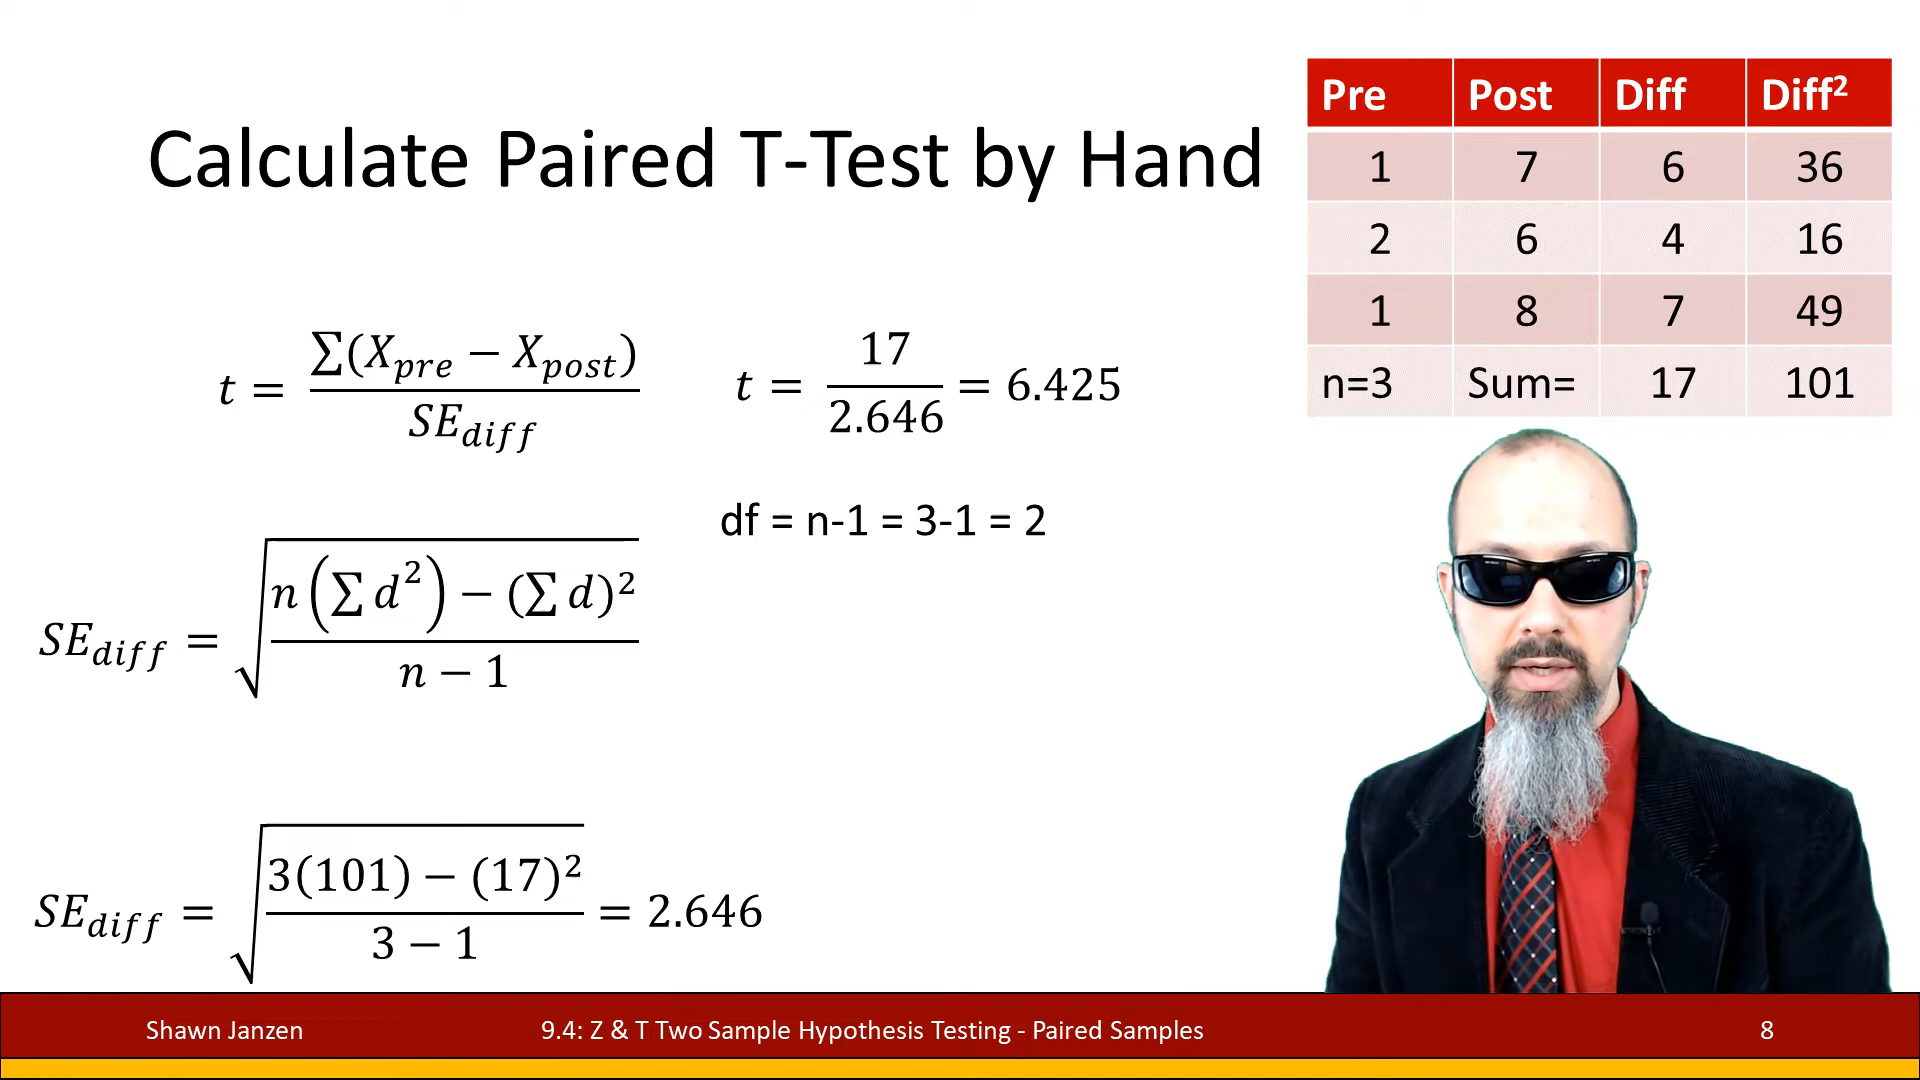 Calculate Paired T-Test by Hand
Pre Post Diff Diff²
1 7 6 36
2 6 4 16
1 8 7 49
n=3 Sum= 17 101
t = ∑(X_pre − X_post) / SE_diff
t = 17 / 2.646 = 6.425
df = n-1 = 3-1 = 2
SE_diff = √((n(∑ d²) − (∑ d)²) / (n − 1))
SE_diff = √((3(101) − (17)²) / (3 − 1)) = 2.646
Shawn Janzen
9.4: Z & T Two Sample Hypothesis Testing - Paired Samples
8